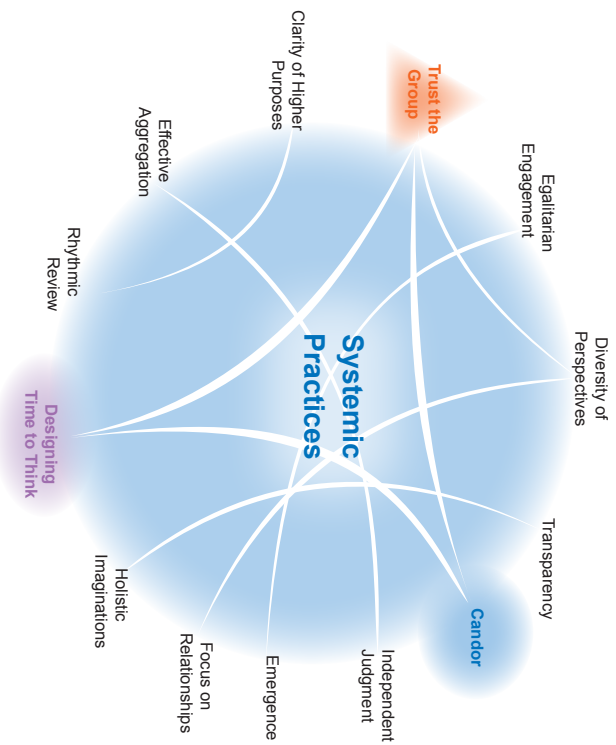 Systemic
Practices
Trust the
Group
Egalitarian
Engagement
Diversity of
Perspectives
Transparency
Candor
Independent
Judgment
Emergence
Focus on
Relationships
Holistic
Imaginations
Designing
Time to Think
Rhythmic
Review
Effective
Aggregation
Clarity of Higher
Purposes